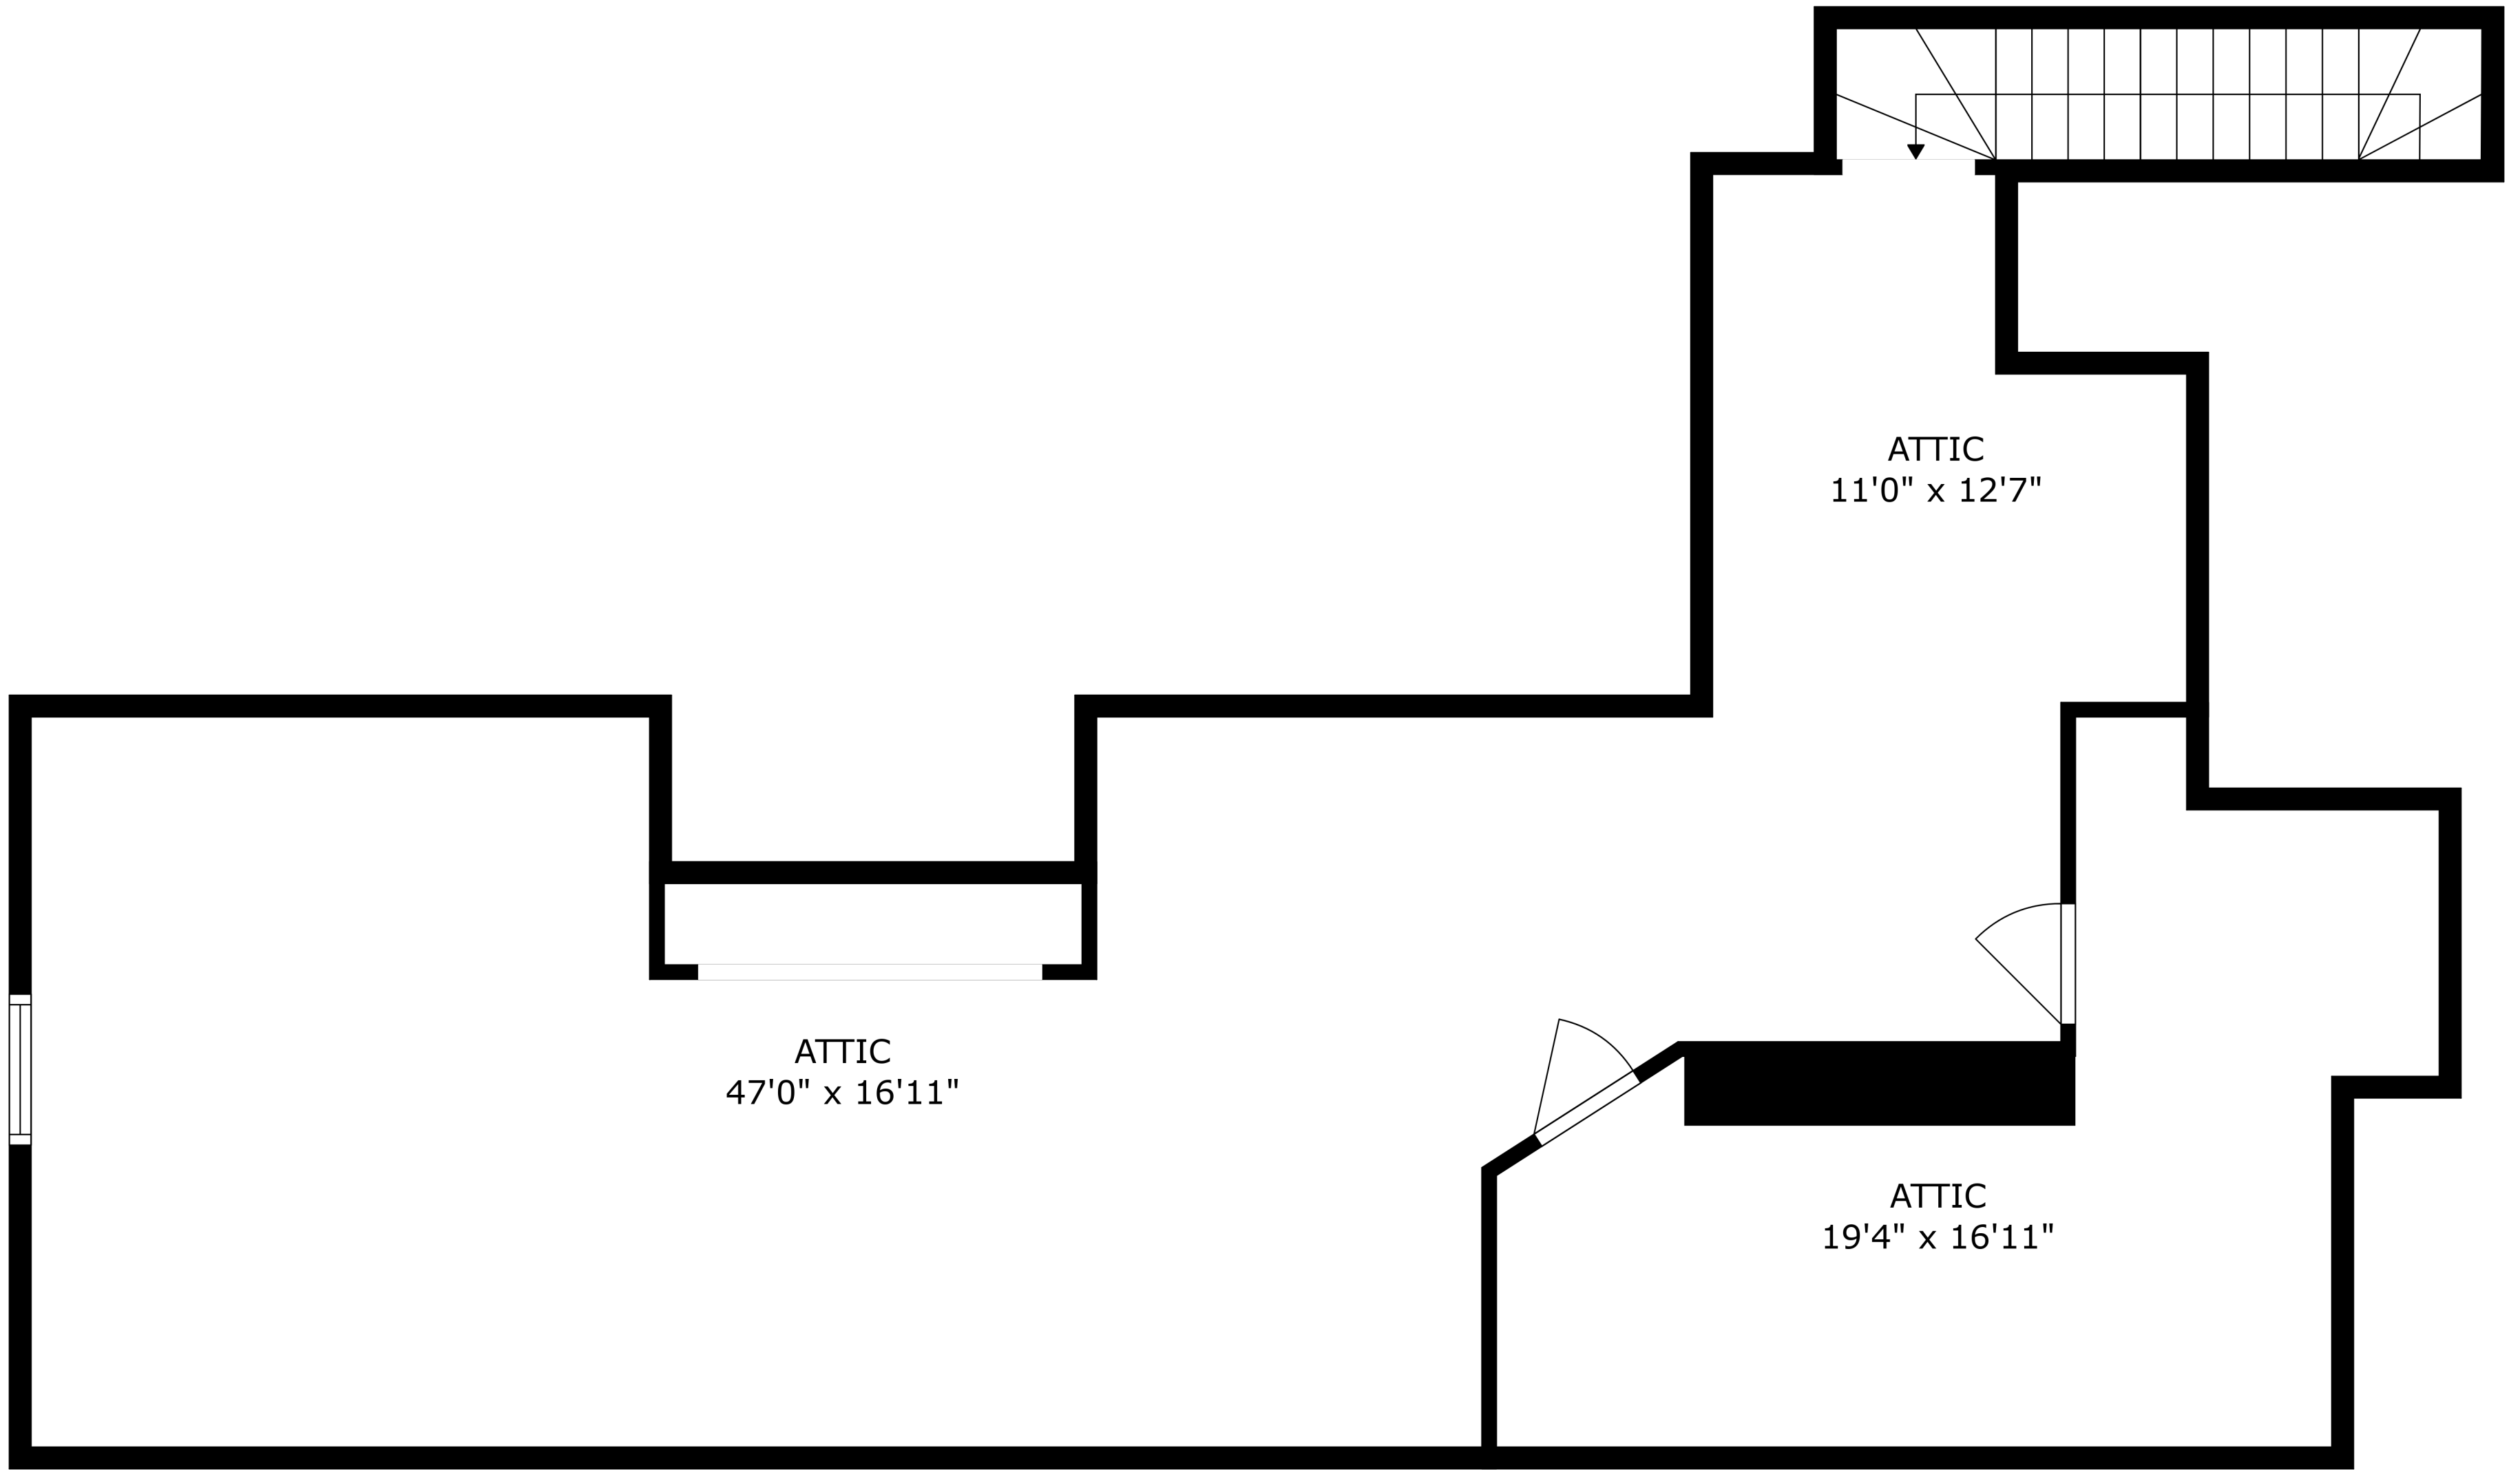 ATTIC
11'0" x 12'7"
ATTIC
47'0" x 16'11"
ATTIC
19'4" x 16'11"